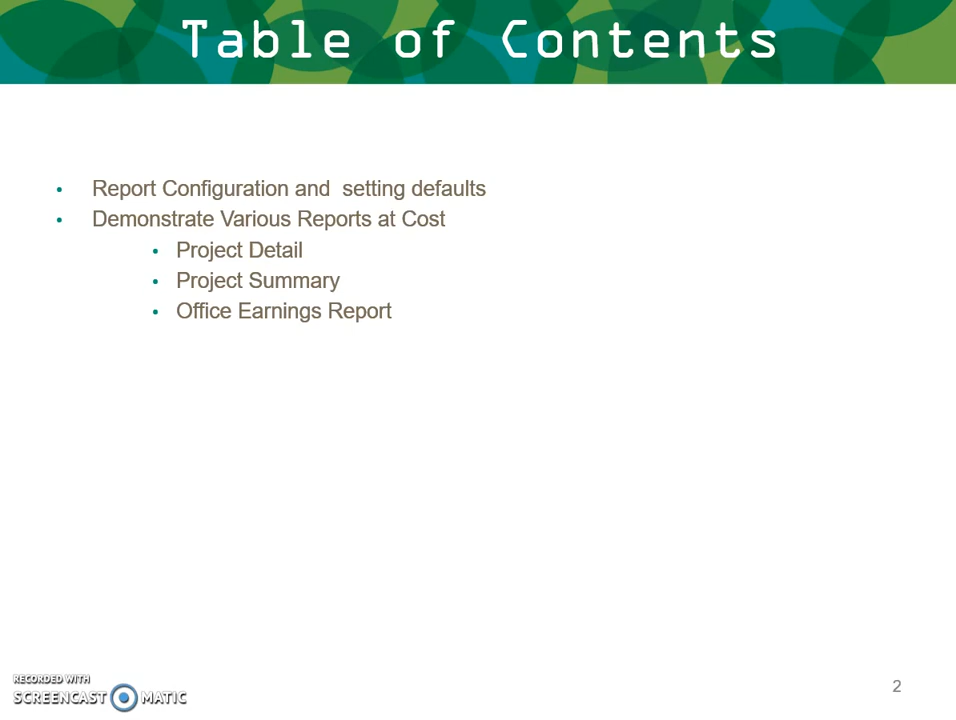 Table of Contents
• Report Configuration and  setting defaults
• Demonstrate Various Reports at Cost
• Project Detail
• Project Summary
• Office Earnings Report
RECORDED WITH
SCREENCAST MATIC
2